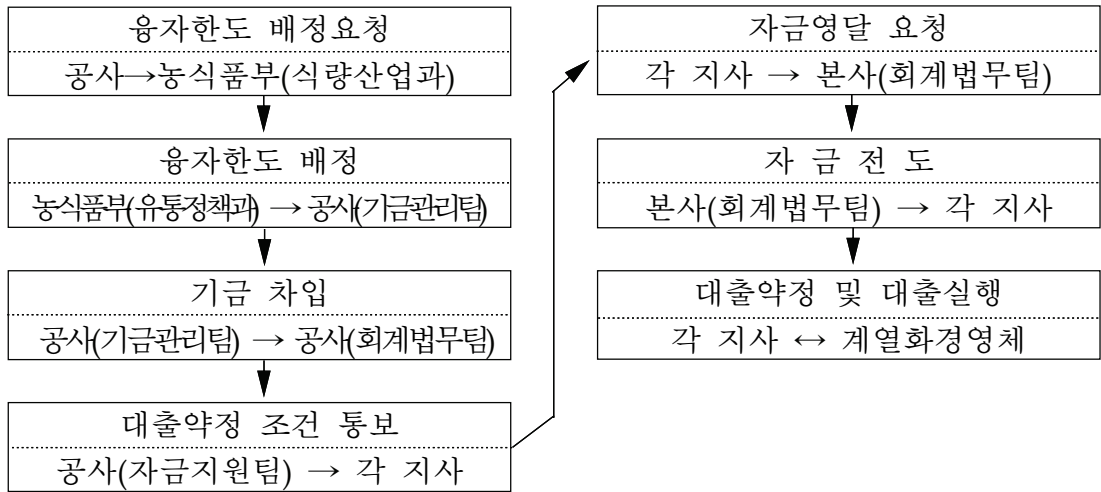 융자한도 배정요청
공사→농식품부(식량산업과)
융자한도 배정
농식품부(유통정책과) → 공사(기금관리팀)
기금 차입
공사(기금관리팀) → 공사(회계법무팀)
대출약정 조건 통보
공사(자금지원팀) → 각 지사
자금영달 요청
각 지사 → 본사(회계법무팀)
자 금 전 도
본사(회계법무팀) → 각 지사
대출약정 및 대출실행
각 지사 ↔ 계열화경영체